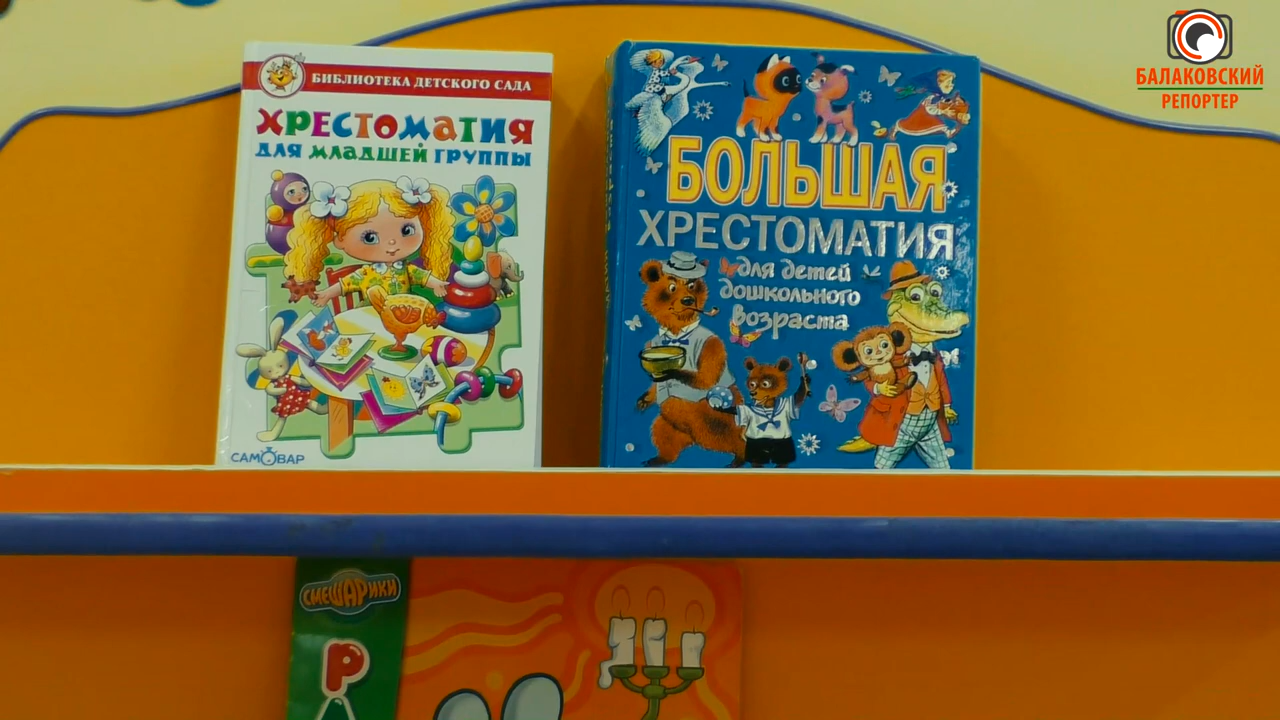 БАЛАКОВСКИЙ
РЕПОРТЕР
БИБЛИОТЕКА ДЕТСКОГО САДА
ХРЕСТОМАТИЯ
ДЛЯ МЛАДШЕЙ ГРУППЫ
САМОВАР
БОЛЬШАЯ
ХРЕСТОМАТИЯ
для детей
дошкольного
возраста
СМЕШАРИКИ